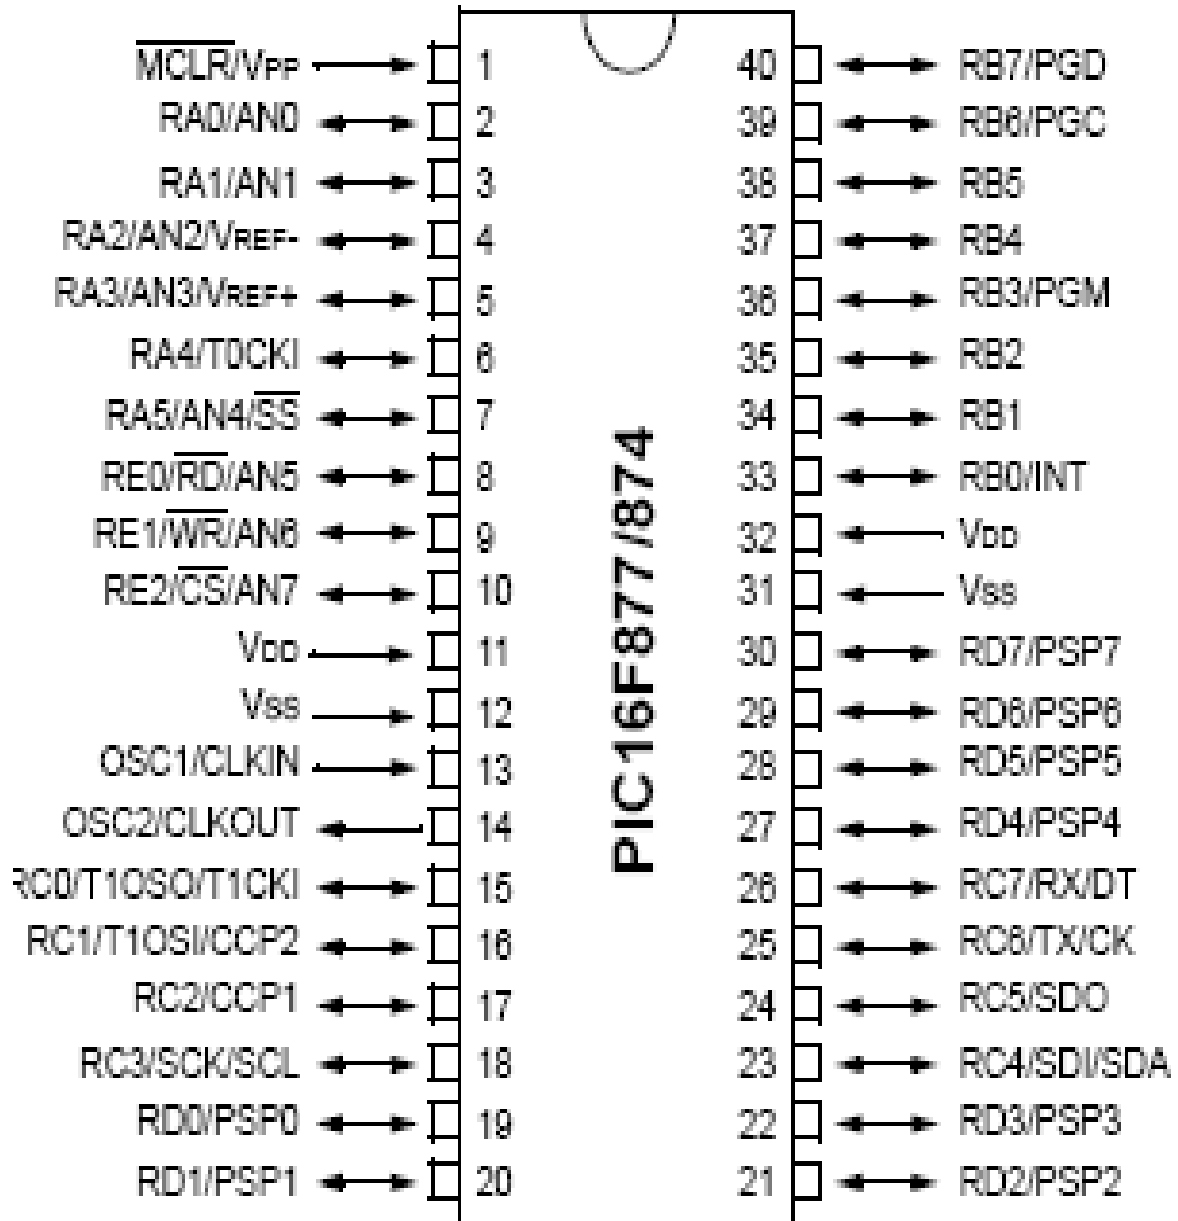 MCLR/VPP 1 40 RB7/PGD
RA0/AN0 2 39 RB6/PGC
RA1/AN1 3 38 RB5
RA2/AN2/VREF- 4 37 RB4
RA3/AN3/VREF+ 5 36 RB3/PGM
RA4/T0CKI 6 35 RB2
RA5/AN4/SS 7 34 RB1
RE0/RD/AN5 8 33 RB0/INT
RE1/WR/AN6 9 32 VDD
RE2/CS/AN7 10 31 VSS
VDD 11 30 RD7/PSP7
VSS 12 29 RD6/PSP6
OSC1/CLKIN 13 28 RD5/PSP5
OSC2/CLKOUT 14 27 RD4/PSP4
RC0/T1OSO/T1CKI 15 26 RC7/RX/DT
RC1/T1OSI/CCP2 16 25 RC6/TX/CK
RC2/CCP1 17 24 RC5/SDO
RC3/SCK/SCL 18 23 RC4/SDI/SDA
RD0/PSP0 19 22 RD3/PSP3
RD1/PSP1 20 21 RD2/PSP2
PIC16F877/874